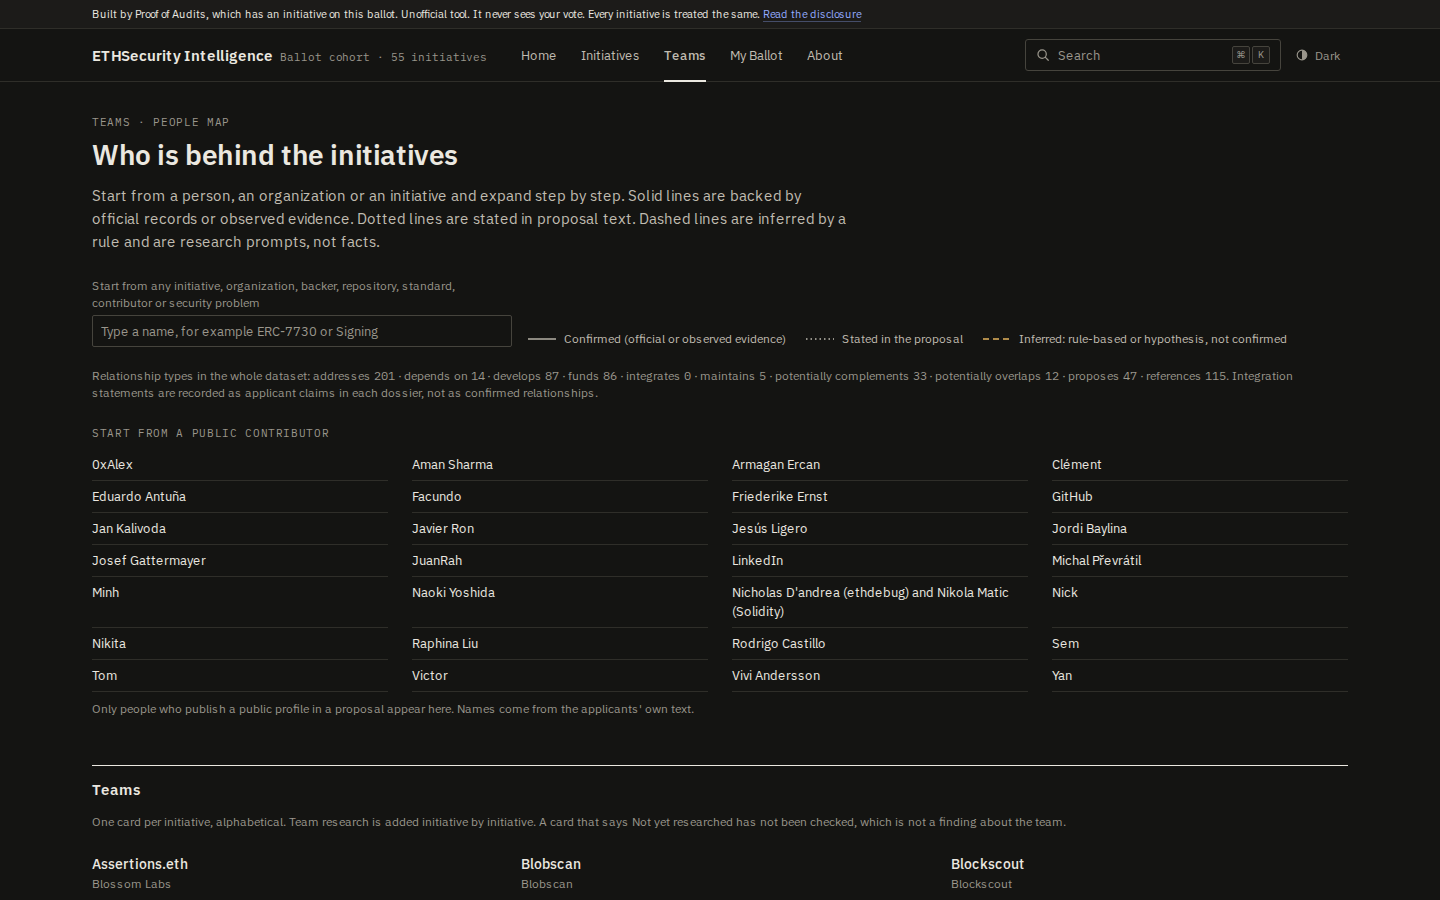 Built by Proof of Audits, which has an initiative on this ballot. Unofficial tool. It never sees your vote. Every initiative is treated the same. Read the disclosure
ETHSecurity Intelligence Ballot cohort · 55 initiatives Home Initiatives Teams My Ballot About Search ⌘ K Dark
TEAMS · PEOPLE MAP
Who is behind the initiatives
Start from a person, an organization or an initiative and expand step by step. Solid lines are backed by
official records or observed evidence. Dotted lines are stated in proposal text. Dashed lines are inferred by a
rule and are research prompts, not facts.
Start from any initiative, organization, backer, repository, standard,
contributor or security problem
Type a name, for example ERC-7730 or Signing
Confirmed (official or observed evidence) Stated in the proposal Inferred: rule-based or hypothesis, not confirmed
Relationship types in the whole dataset: addresses 201 · depends on 14 · develops 87 · funds 86 · integrates 0 · maintains 5 · potentially complements 33 · potentially overlaps 12 · proposes 47 · references 115. Integration
statements are recorded as applicant claims in each dossier, not as confirmed relationships.
START FROM A PUBLIC CONTRIBUTOR
0xAlex Aman Sharma Armagan Ercan Clément
Eduardo Antuña Facundo Friederike Ernst GitHub
Jan Kalivoda Javier Ron Jesús Ligero Jordi Baylina
Josef Gattermayer JuanRah LinkedIn Michal Převrátil
Minh Naoki Yoshida Nicholas D'andrea (ethdebug) and Nikola Matic Nick
(Solidity)
Nikita Raphina Liu Rodrigo Castillo Sem
Tom Victor Vivi Andersson Yan
Only people who publish a public profile in a proposal appear here. Names come from the applicants' own text.
Teams
One card per initiative, alphabetical. Team research is added initiative by initiative. A card that says Not yet researched has not been checked, which is not a finding about the team.
Assertions.eth Blobscan Blockscout
Blossom Labs Blobscan Blockscout